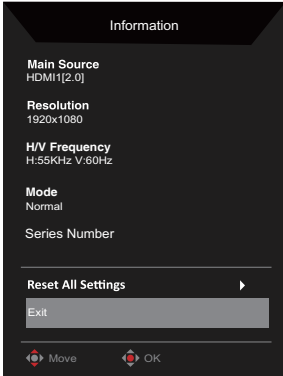 Information
Main Source
HDMI1[2.0]
Resolution
1920x1080
H/V Frequency
H:55KHz V:60Hz
Mode
Normal
Series Number
Reset All Settings
Exit
Move OK